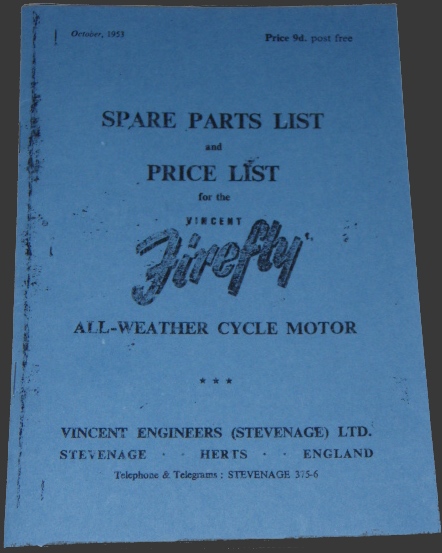 October, 1953
Price 9d. post free
SPARE PARTS LIST
and
PRICE LIST
for the
VINCENT
Firefly
ALL-WEATHER CYCLE MOTOR
* * *
VINCENT ENGINEERS (STEVENAGE) LTD.
STEVENAGE · · HERTS · · ENGLAND
Telephone & Telegrams : STEVENAGE 375-6